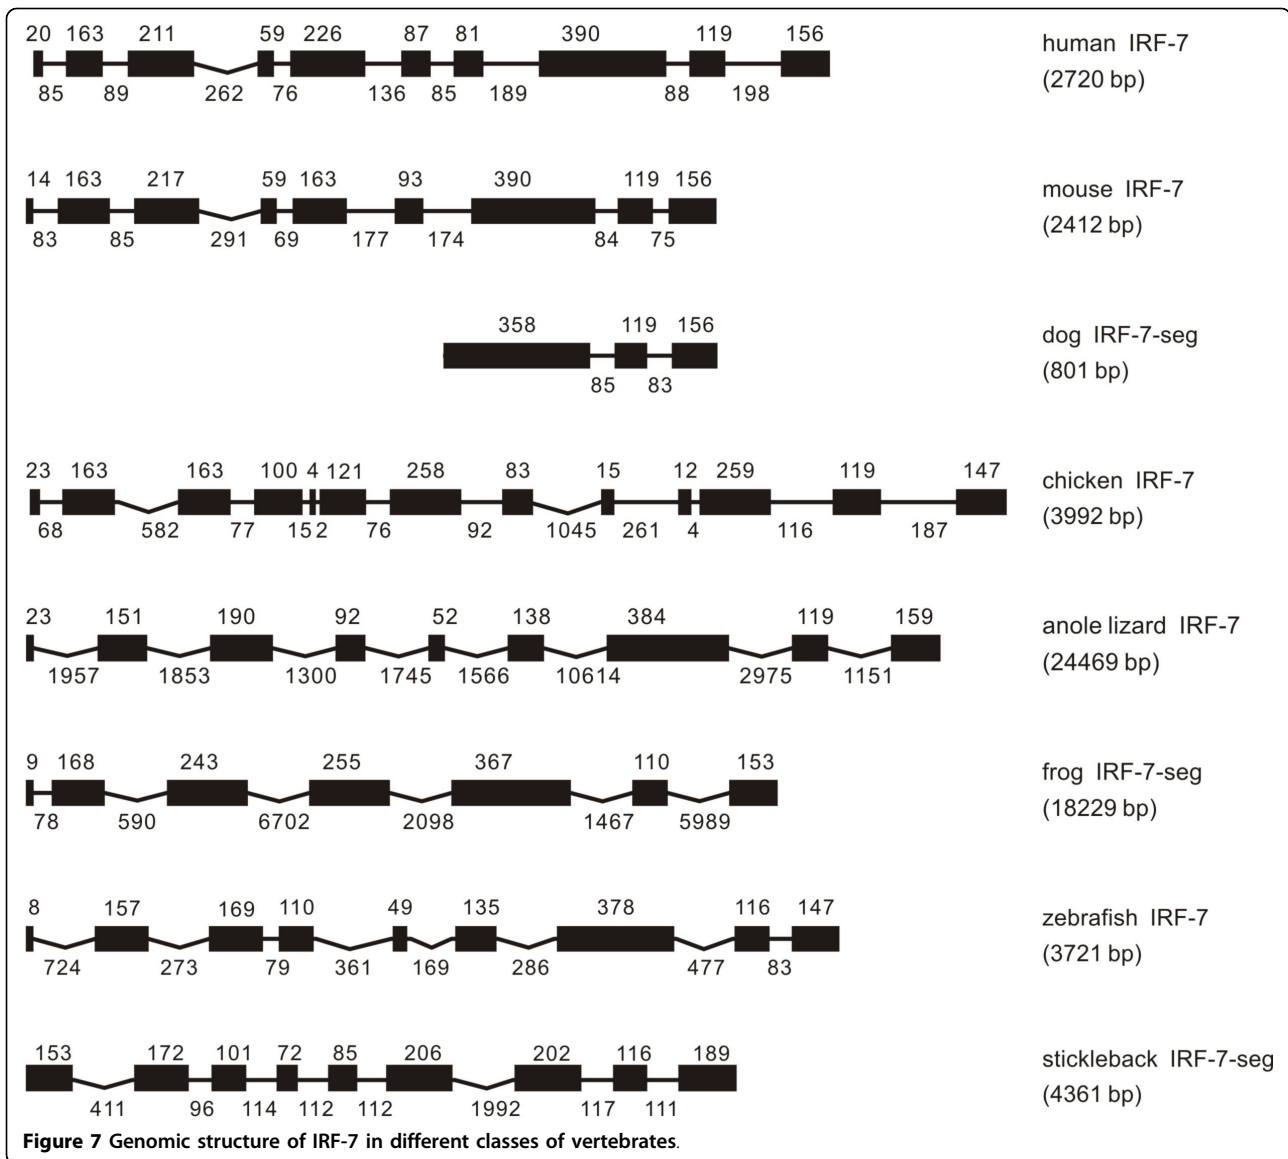 20 163 211 59 226 87 81 390 119 156
human IRF-7
85 89 262 76 136 85 189 88 198
(2720 bp)
14 163 217 59 163 93 390 119 156
mouse IRF-7
83 85 291 69 177 174 84 75
(2412 bp)
358 119 156
dog IRF-7-seg
85 83
(801 bp)
23 163 163 100 4 121 258 83 15 12 259 119 147
chicken IRF-7
68 582 77 15 2 76 92 1045 261 4 116 187
(3992 bp)
23 151 190 92 52 138 384 119 159
anole lizard IRF-7
1957 1853 1300 1745 1566 10614 2975 1151
(24469 bp)
9 168 243 255 367 110 153
frog IRF-7-seg
78 590 6702 2098 1467 5989
(18229 bp)
8 157 169 110 49 135 378 116 147
zebrafish IRF-7
724 273 79 361 169 286 477 83
(3721 bp)
153 172 101 72 85 206 202 116 189
stickleback IRF-7-seg
411 96 114 112 112 1992 117 111
(4361 bp)
Figure 7 Genomic structure of IRF-7 in different classes of vertebrates.